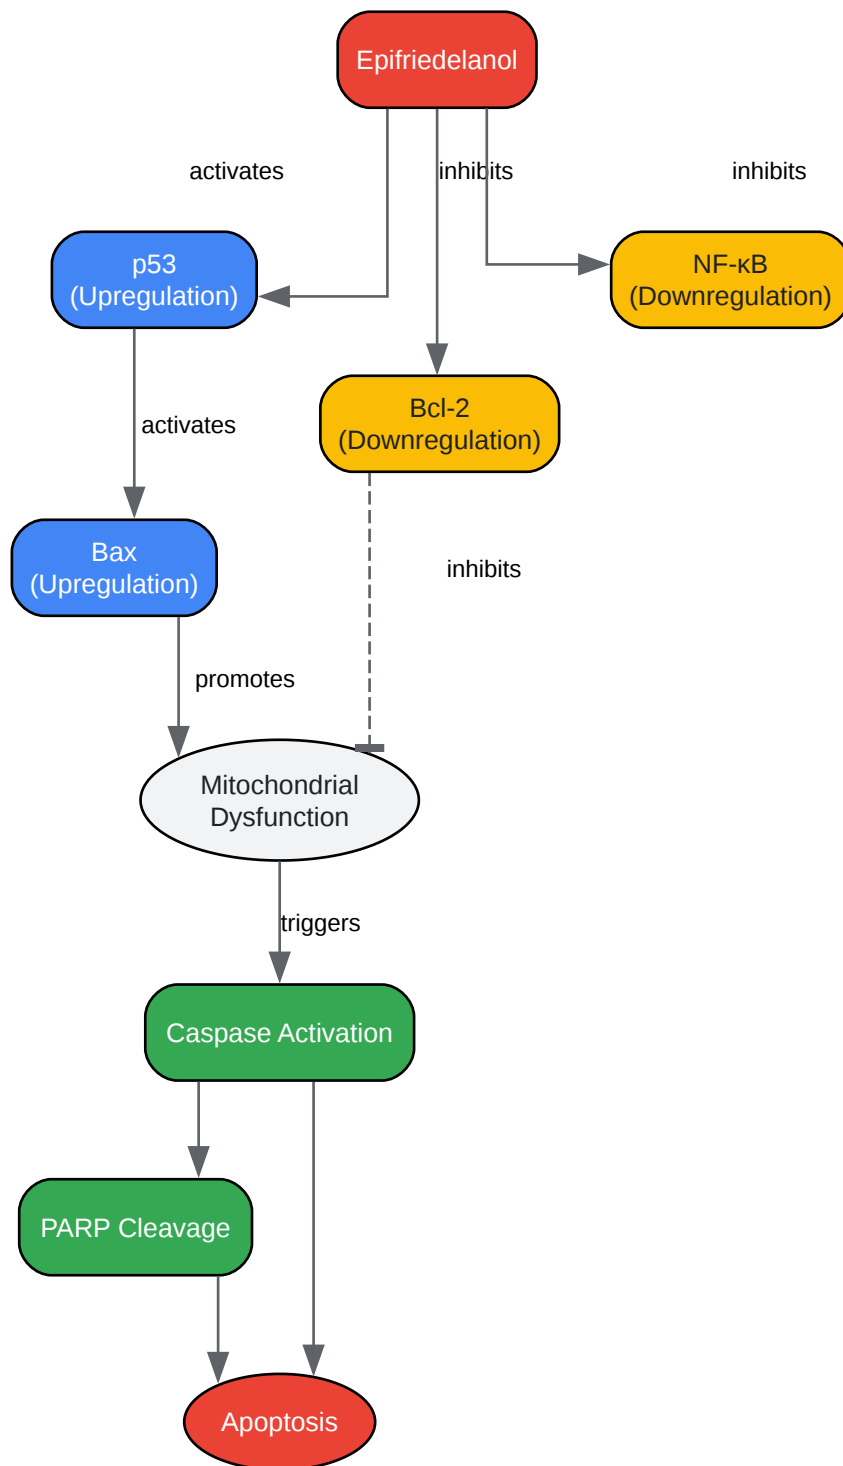 Epifriedelanol
activates
inhibits
inhibits
p53
(Upregulation)
NF-κB
(Downregulation)
Bcl-2
(Downregulation)
activates
Bax
(Upregulation)
inhibits
promotes
Mitochondrial
Dysfunction
triggers
Caspase Activation
PARP Cleavage
Apoptosis